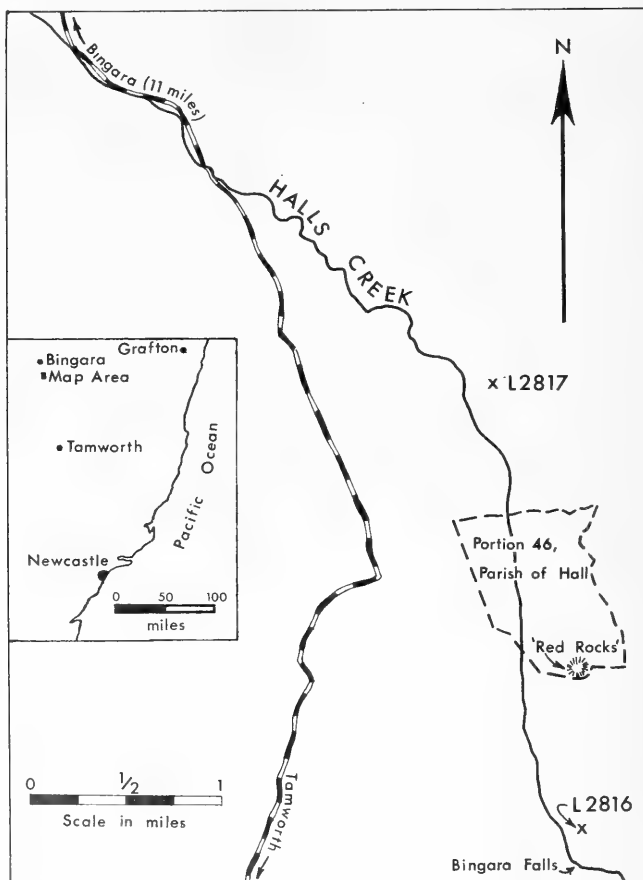 Bingara (11 miles)
N
HALLS CREEK
Grafton
Bingara
Map Area
Tamworth
Pacific Ocean
Newcastle
0 50 100
miles
x L2817
Portion 46,
Parish of Hall
'Red Rocks'
0 1/2 1
Scale in miles
Tamworth
L2816
x
Bingara Falls